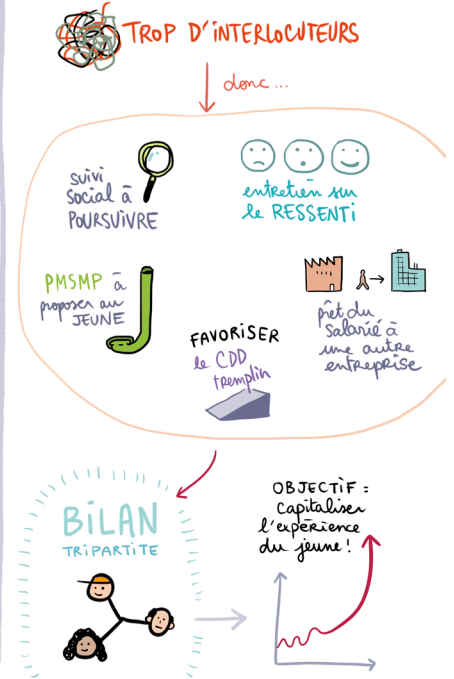 TROP D'INTERLOCUTEURS
donc...
suivi
social à
POURSUIVRE
entretien sur
le RESSENTI
PMSMP à
proposer au
JEUNE
prêt du
salarié à
une autre
entreprise
FAVORISER
le CDD
tremplin
BILAN
TRIPARTITE
OBJECTIF =
capitaliser
l'expérience
du jeune!